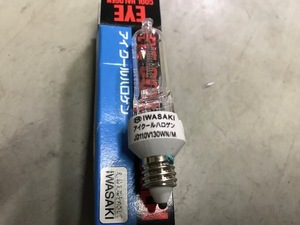 EYE
COOL HALOGEN
アイ クールハロゲン
IWASAKI
アイクールハロゲン
JD110V130WN/M
IWASAKI